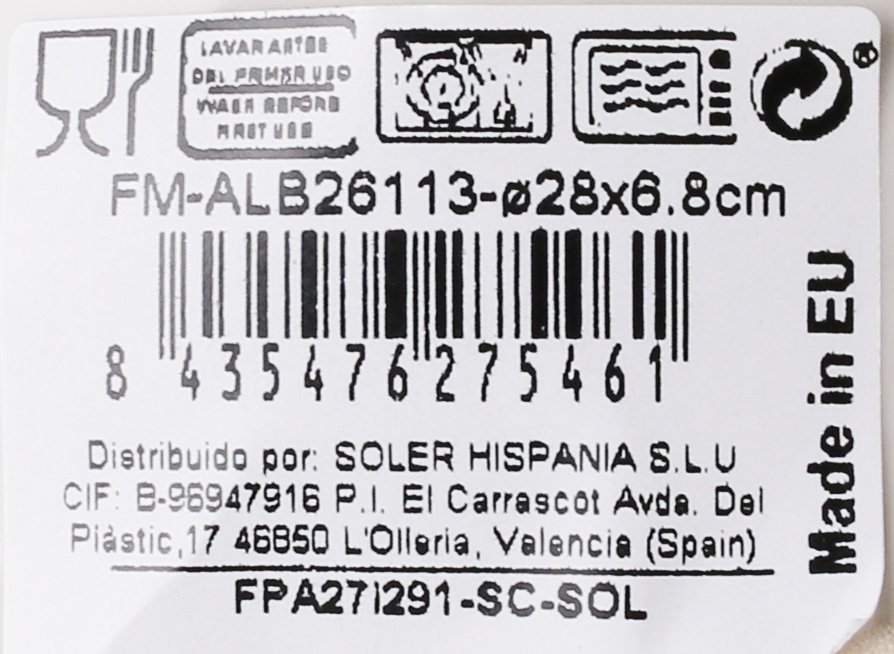 LAVAR ANTES
DEL PRIMER USO
WASH BEFORE
FIRST USE
®
FM-ALB26113-ø28x6.8cm
8 435476 275461
Made in EU
Distribuido por: SOLER HISPANIA S.L.U
CIF: B-96947916 P.I. El Carrascot Avda. Del
Plàstic,17 46850 L'Olleria, Valencia (Spain)
FPA27I291-SC-SOL